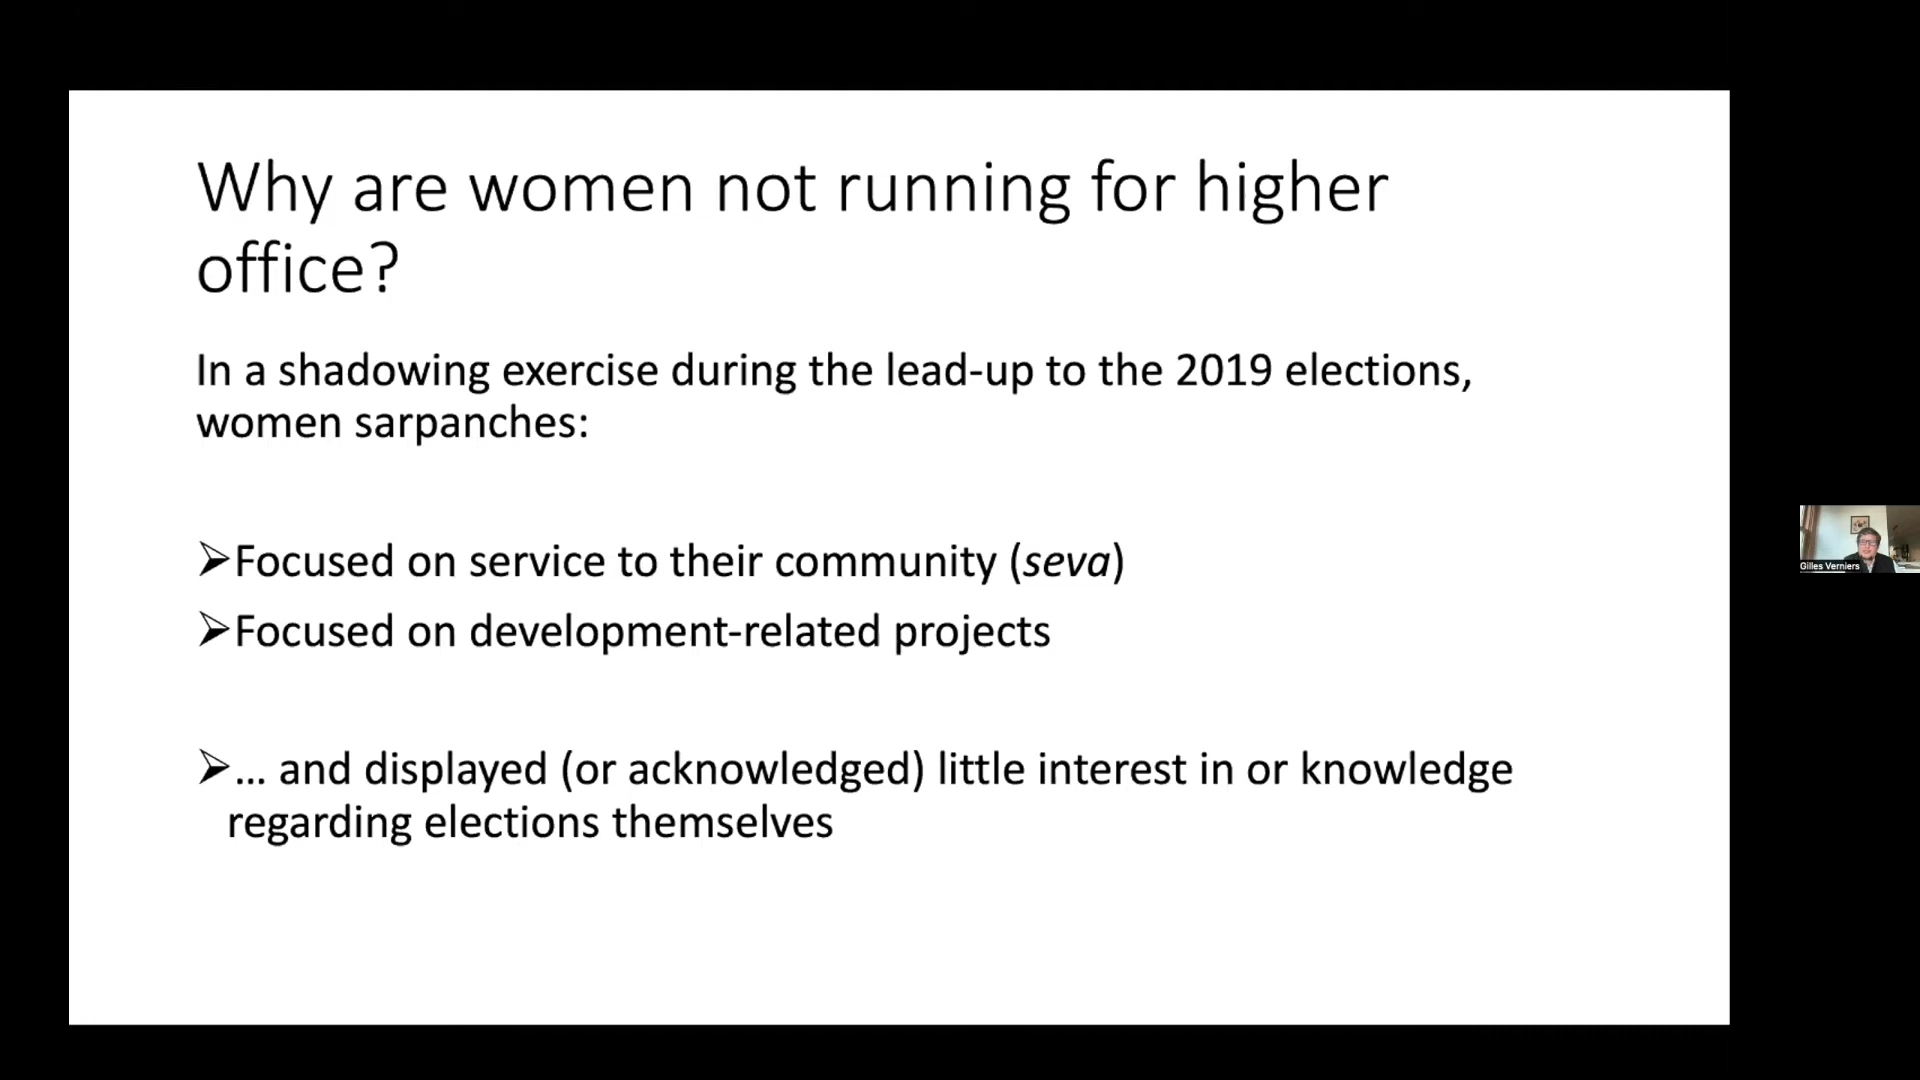 Why are women not running for higher
office?
In a shadowing exercise during the lead-up to the 2019 elections,
women sarpanches:
➢Focused on service to their community (seva)
➢Focused on development-related projects
➢... and displayed (or acknowledged) little interest in or knowledge
regarding elections themselves
Gilles Verniers